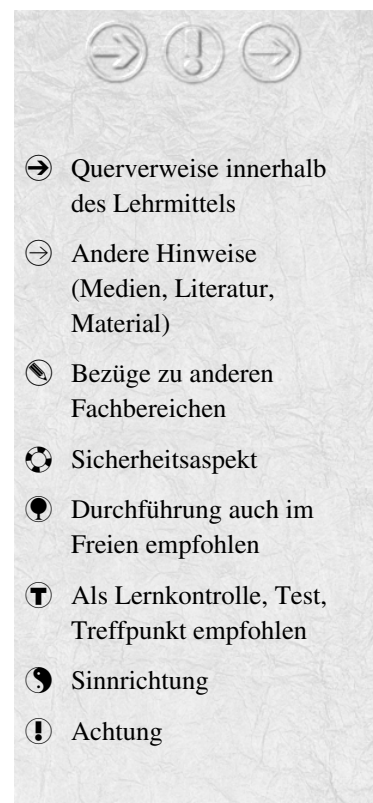 Querverweise innerhalb
des Lehrmittels
Andere Hinweise
(Medien, Literatur,
Material)
Bezüge zu anderen
Fachbereichen
Sicherheitsaspekt
Durchführung auch im
Freien empfohlen
T Als Lernkontrolle, Test,
Treffpunkt empfohlen
Sinnrichtung
! Achtung